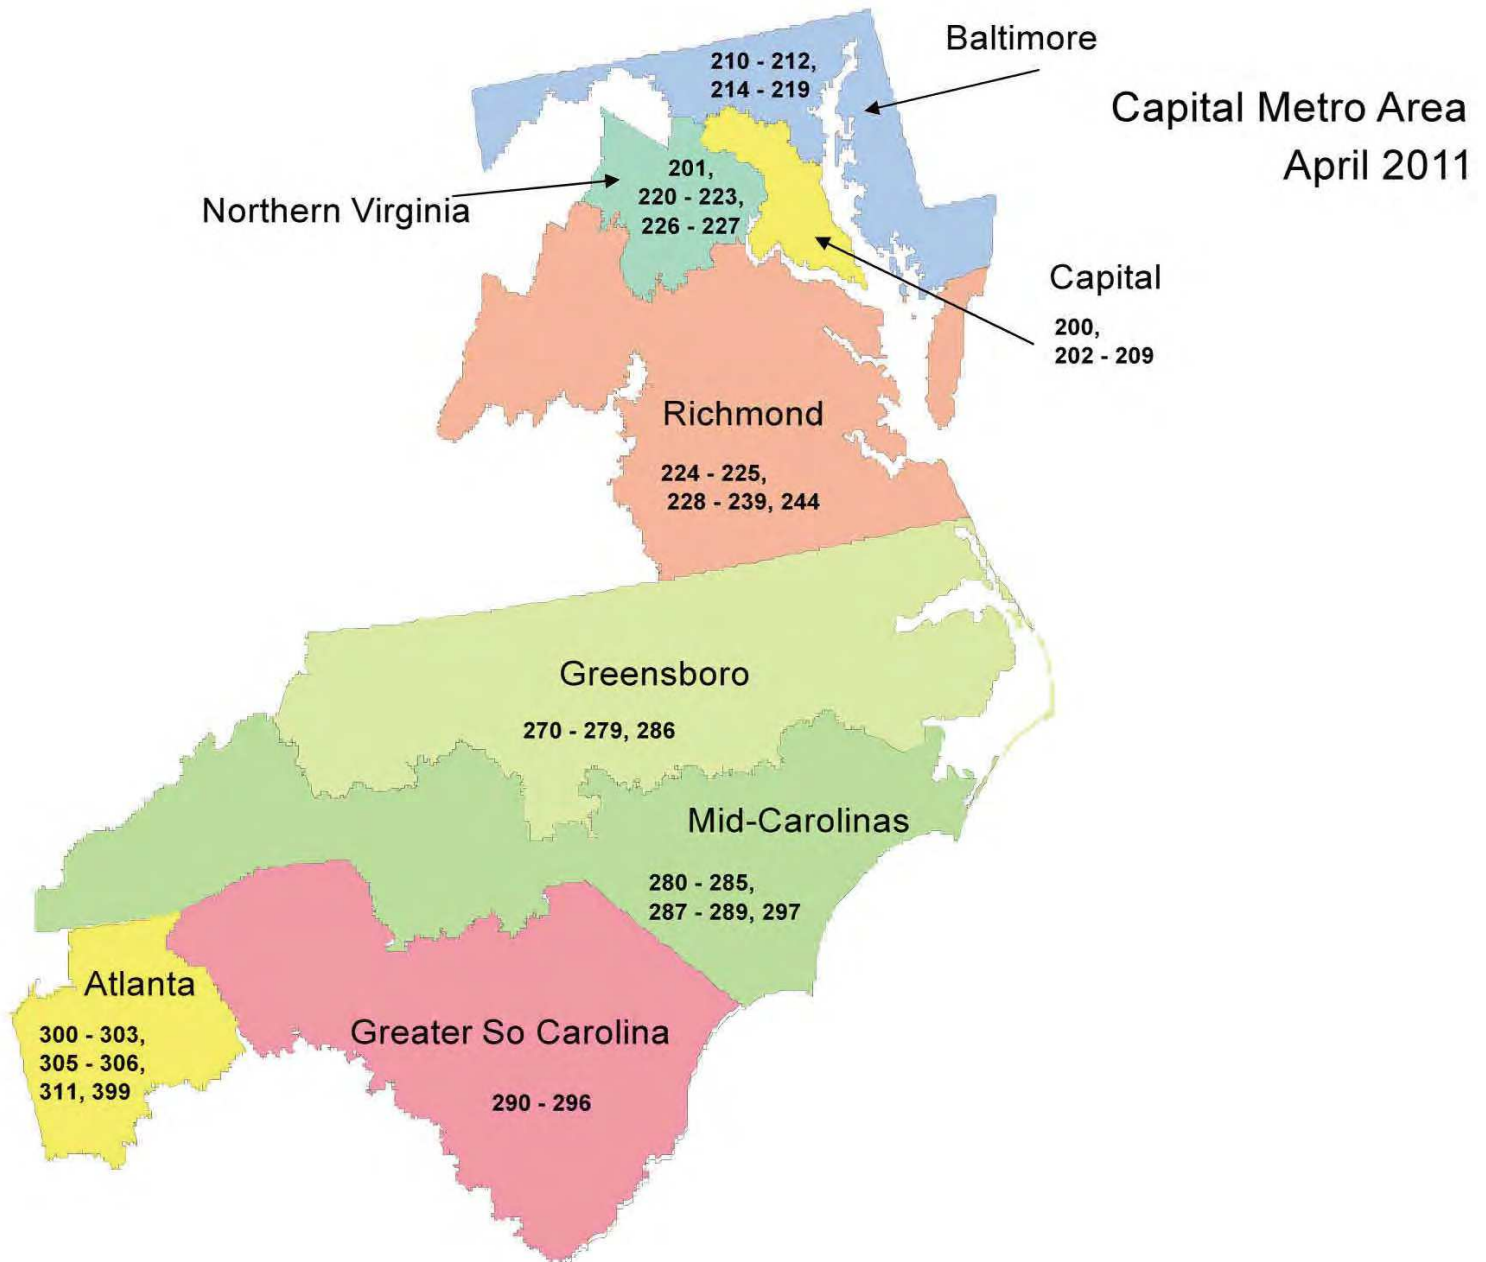 Baltimore
210 - 212,
214 - 219
Capital Metro Area
April 2011
201,
220 - 223,
226 - 227
Northern Virginia
Capital
200,
202 - 209
Richmond
224 - 225,
228 - 239, 244
Greensboro
270 - 279, 286
Mid-Carolinas
280 - 285,
287 - 289, 297
Atlanta
300 - 303,
305 - 306,
311, 399
Greater So Carolina
290 - 296